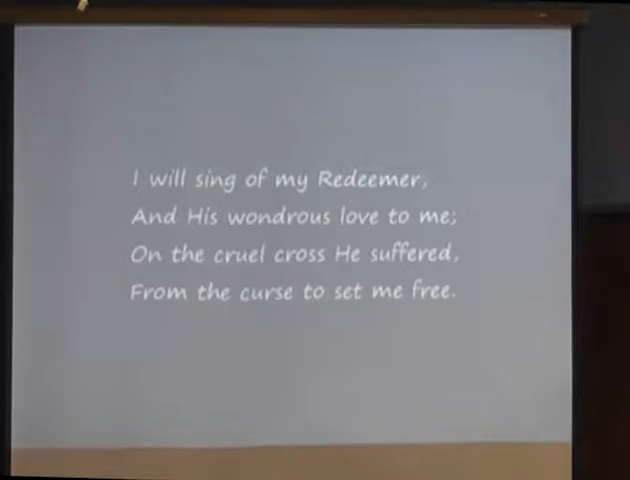 I will sing of my Redeemer,
And His wondrous love to me;
On the cruel cross He suffered,
From the curse to set me free.